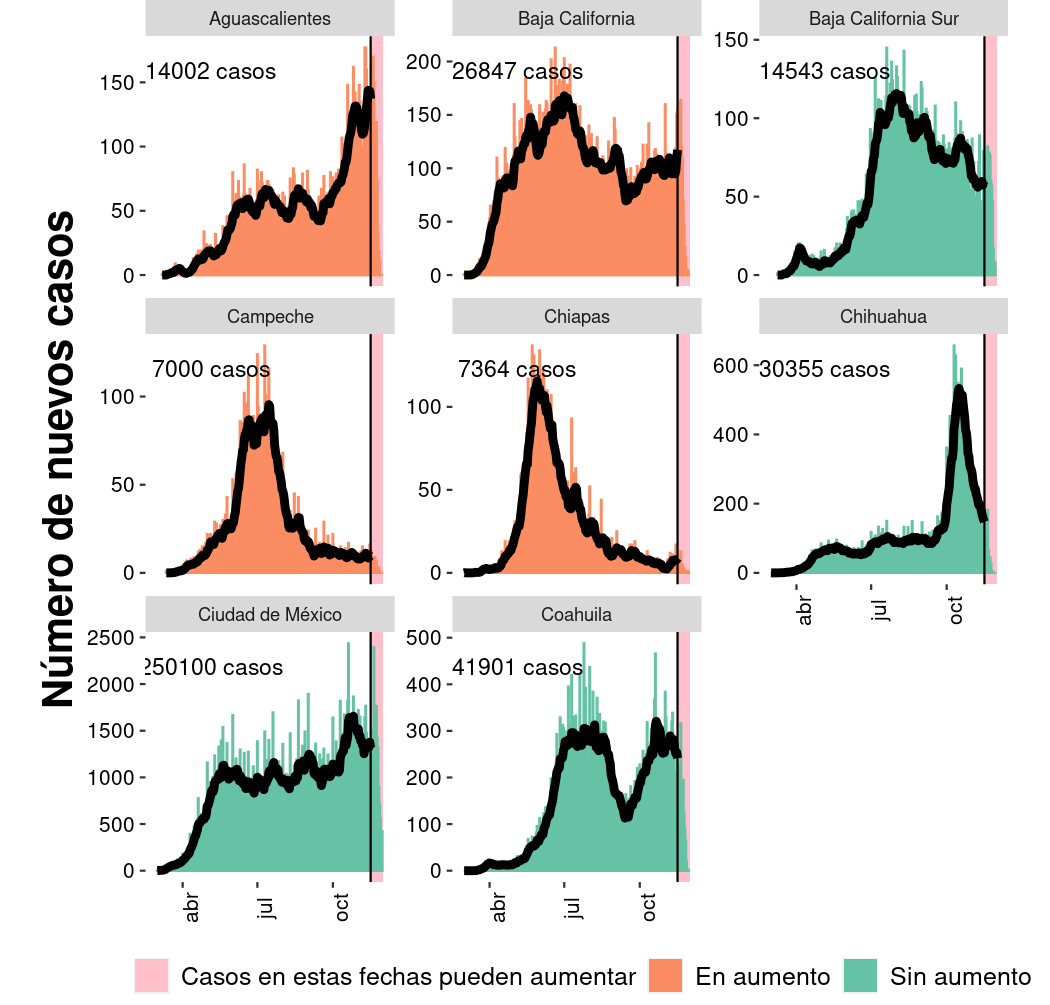 Aguascalientes
Baja California
Baja California Sur
14002 casos
26847 casos
14543 casos
150
100
50
0
200
150
100
50
0
150
100
50
0
Número de nuevos casos
Campeche
Chiapas
Chihuahua
7000 casos
7364 casos
30355 casos
100
50
0
100
50
0
600
400
200
0
abr
jul
oct
Ciudad de México
Coahuila
250100 casos
41901 casos
2500
2000
1500
1000
500
0
500
400
300
200
100
0
abr
jul
oct
abr
jul
oct
Casos en estas fechas pueden aumentar
En aumento
Sin aumento